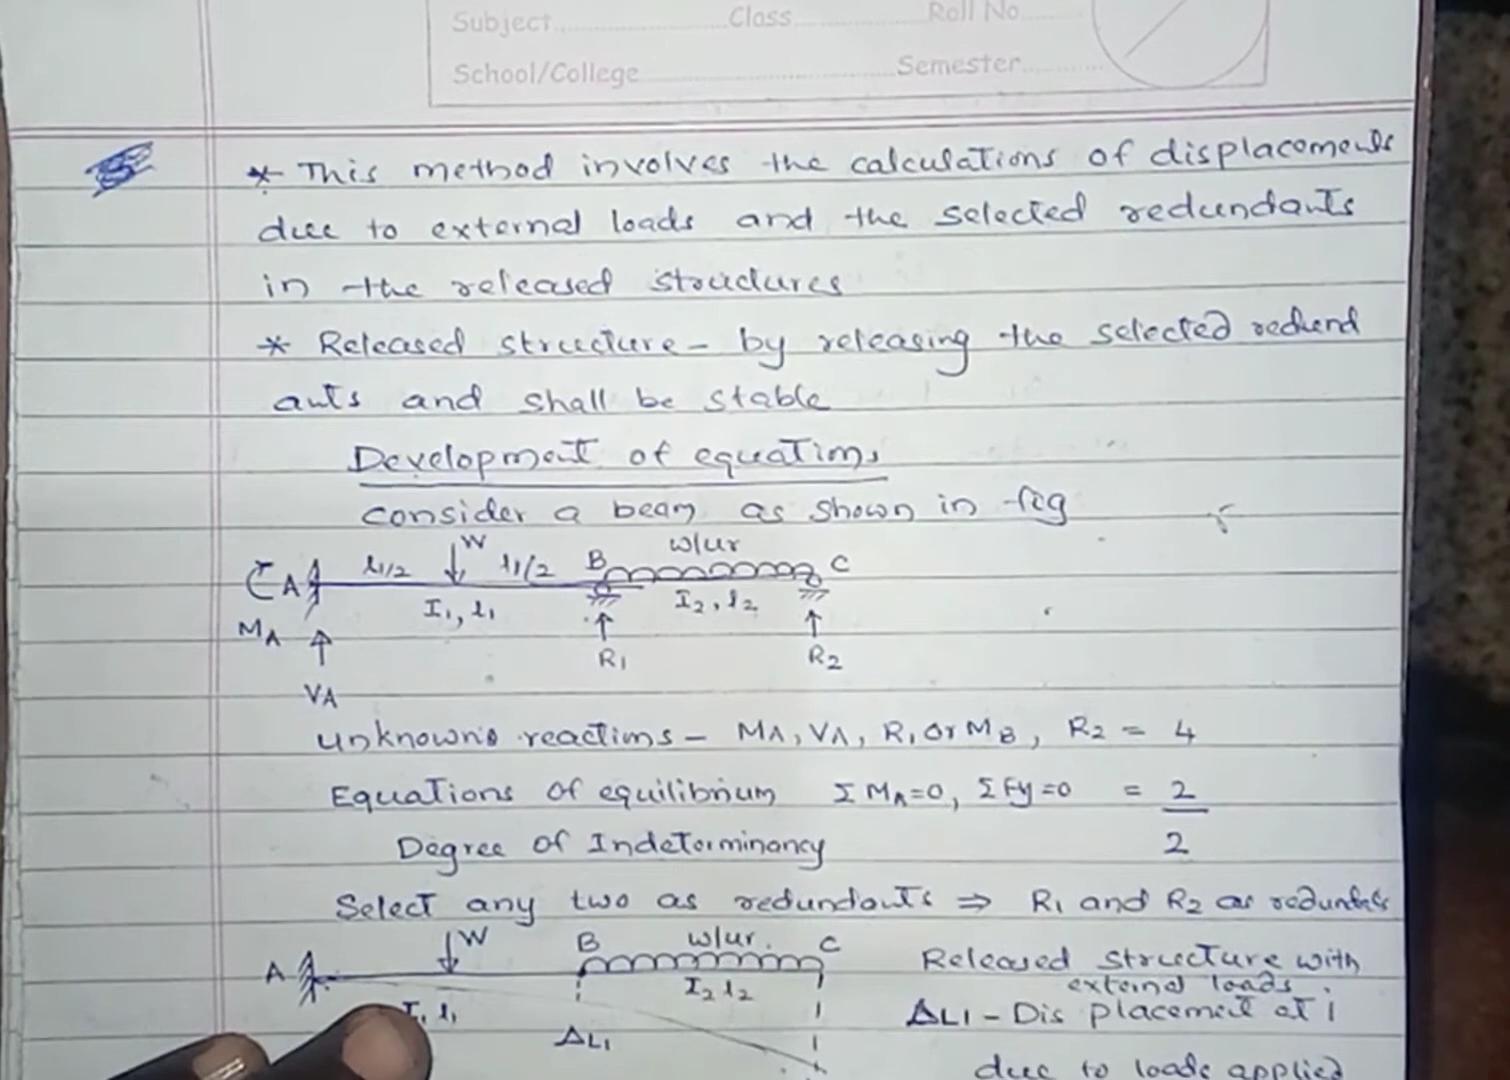 Subject Class Roll No
School/College Semester
* This method involves the calculations of displacements
due to external loads and the selected redundants
in the released structures
* Released structure - by releasing the selected redund
ants and shall be stable
Development of equations
consider a beam as shown in fig
A l1/2 W l1/2 B w/ur C
I1, l1 I2, l2
MA R1 R2
VA
unknowns reactions - MA, VA, R1 or MB, R2 = 4
Equations of equilibrium ΣMA=0, ΣFy=0 = 2
Degree of Indeterminancy 2
Select any two as redundants ⇒ R1 and R2 as redundants
A W B w/ur. C Released structure with
external loads.
I1 l1 I2 l2 ΔL1 - Displacement at 1
ΔL1
due to loads applied